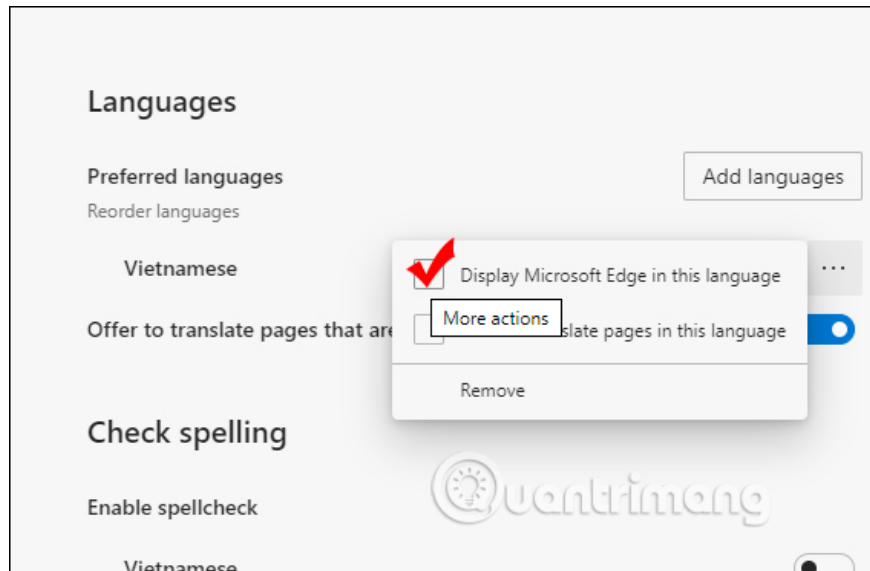 Languages
Preferred languages
Add languages
Reorder languages
Vietnamese
Display Microsoft Edge in this language
...
Offer to translate pages that are
More actions
slate pages in this language
Remove
Check spelling
Quantrimang
Enable spellcheck
Vietnamese